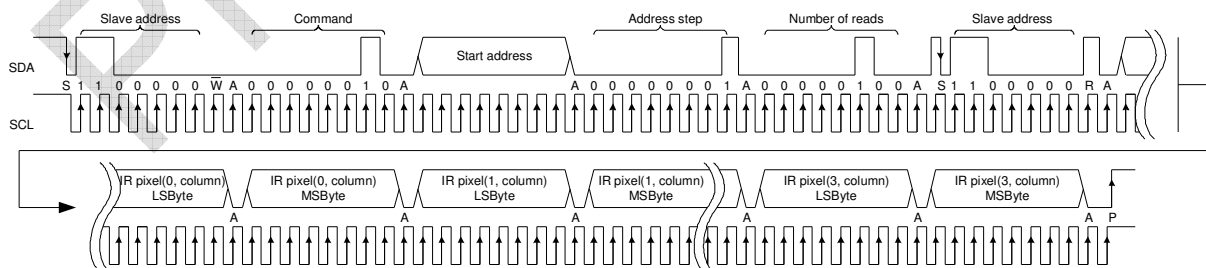 Slave address Command Address step Number of reads Slave address
SDA Start address
S 1 1 0 0 0 0 0 W̅ A 0 0 0 0 0 0 1 0 A A 0 0 0 0 0 0 0 1 A 0 0 0 0 0 1 0 0 A S 1 1 0 0 0 0 0 R A
SCL
IR pixel(0, column) IR pixel(0, column) IR pixel(1, column) IR pixel(1, column) IR pixel(3, column) IR pixel(3, column)
LSByte MSByte LSByte MSByte LSByte MSByte
A A A A A A P